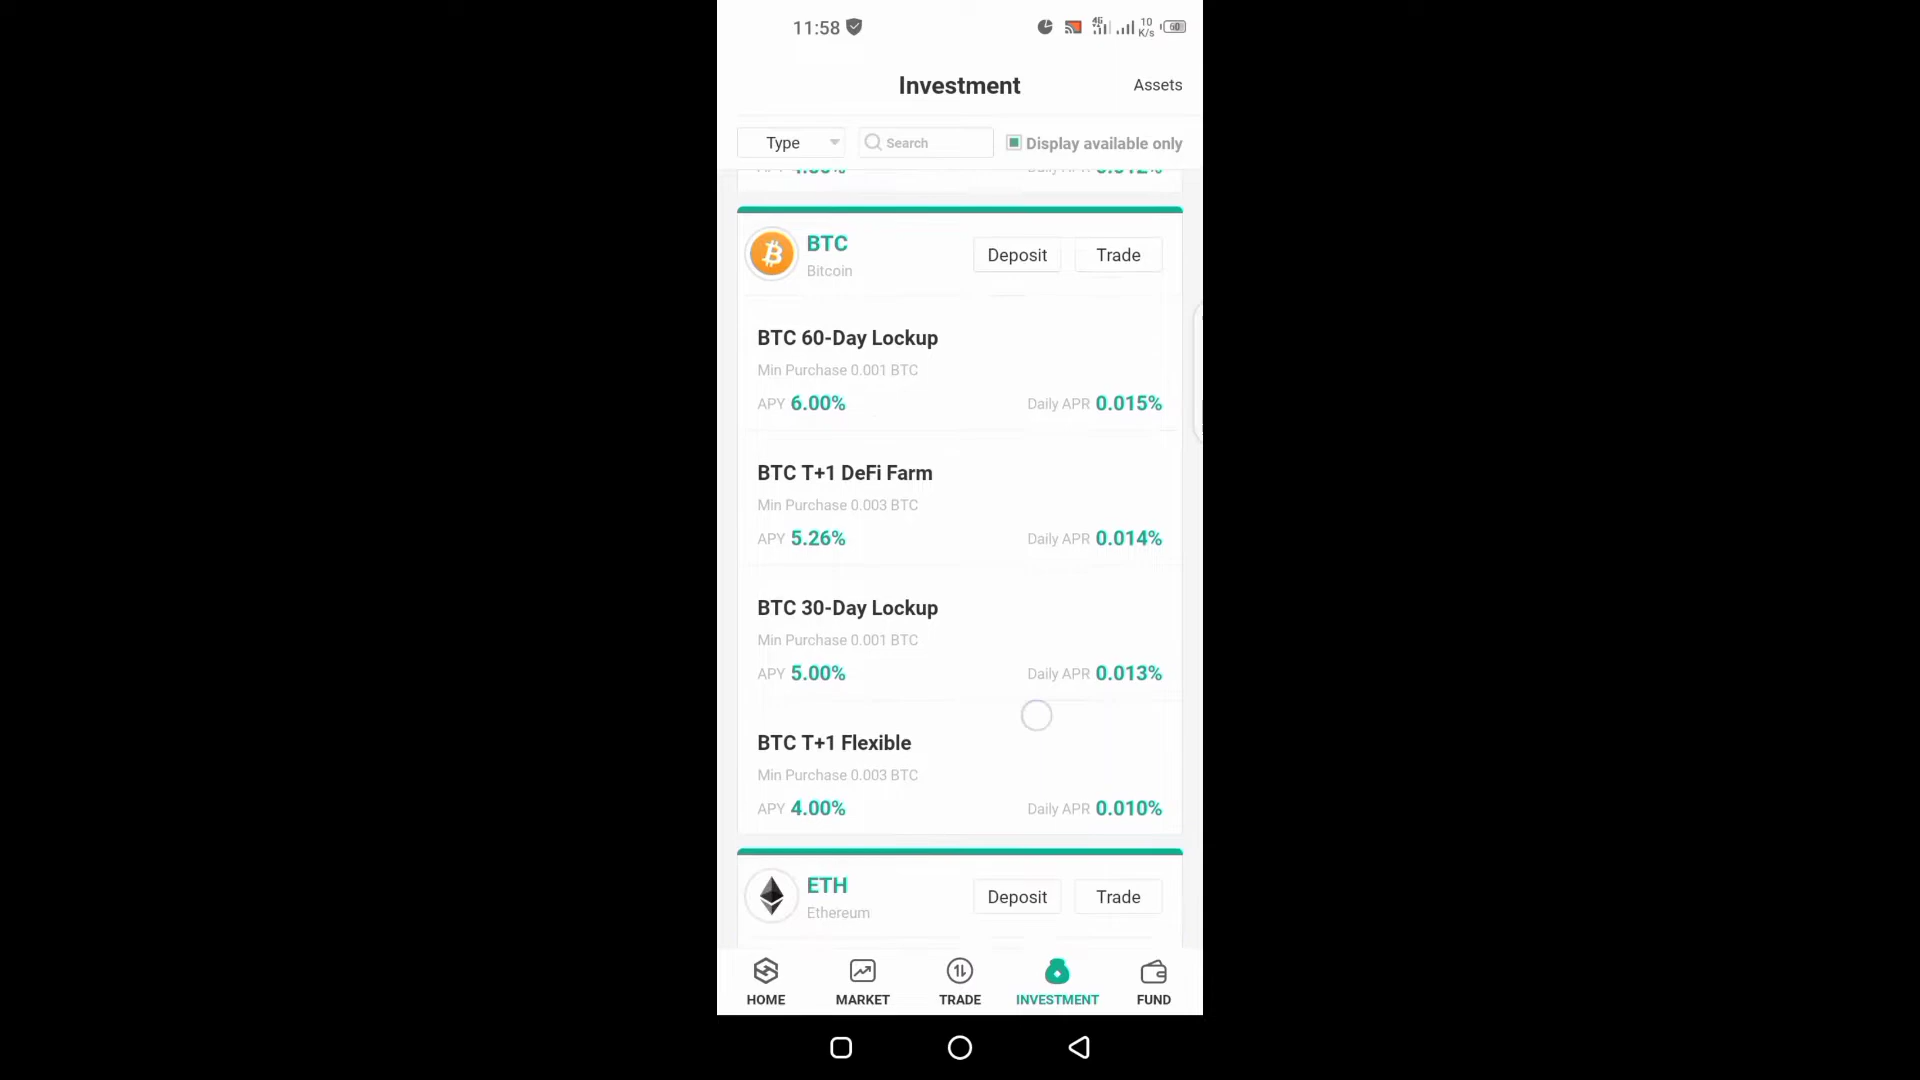 11:58
4G
10
K/s
60
Investment
Assets
Type
Search
Display available only
BTC
Bitcoin
Deposit
Trade
BTC 60-Day Lockup
Min Purchase 0.001 BTC
APY 6.00%
Daily APR 0.015%
BTC T+1 DeFi Farm
Min Purchase 0.003 BTC
APY 5.26%
Daily APR 0.014%
BTC 30-Day Lockup
Min Purchase 0.001 BTC
APY 5.00%
Daily APR 0.013%
BTC T+1 Flexible
Min Purchase 0.003 BTC
APY 4.00%
Daily APR 0.010%
ETH
Ethereum
Deposit
Trade
HOME
MARKET
TRADE
INVESTMENT
FUND